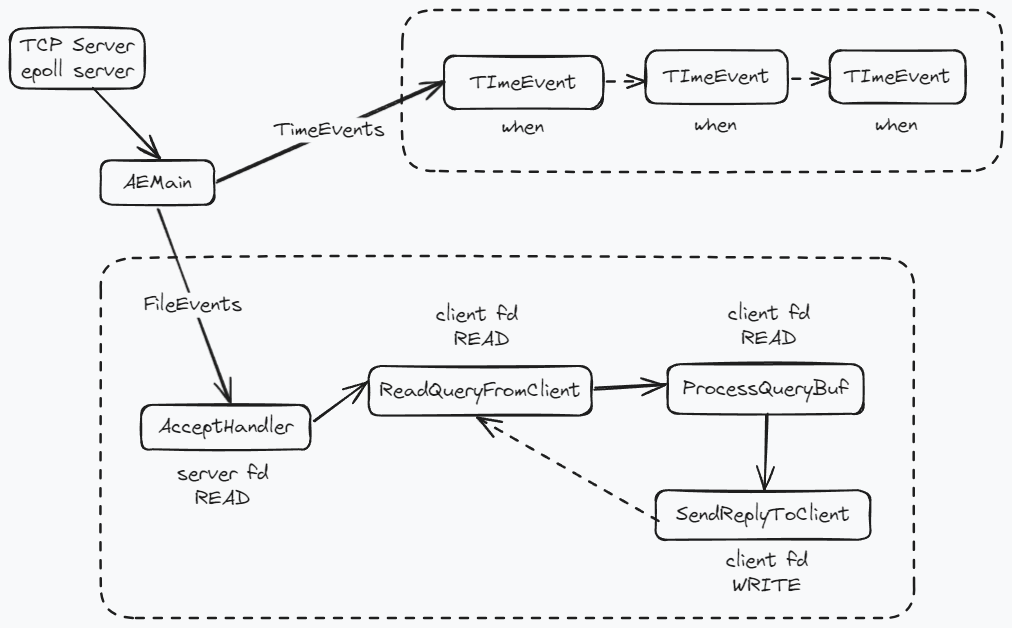 TCP Server
epoll server
TImeEvent
TImeEvent
TImeEvent
when
when
when
TimeEvents
AEMain
FileEvents
client fd
READ
client fd
READ
ReadQueryFromClient
ProcessQueryBuf
AcceptHandler
server fd
READ
SendReplyToClient
client fd
WRITE